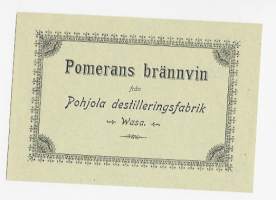 Pomerans brännvin
från
Pohjola destilleringsfabrik
Wasa.